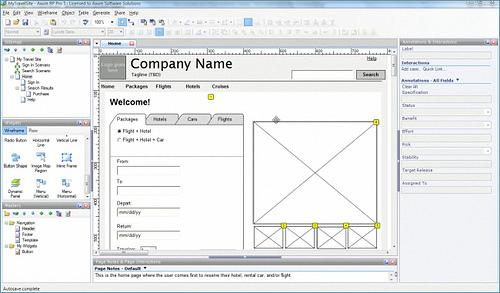 MyTravelSite - Axure RP Pro 5 : Licensed to Axure Software Solutions
File Edit View Wireframe Object Table Generate Share Help
100%
Sitemap
My Travel Site
Sign In Scenario
Search Scenario
Home
Sign In
Search Results
Purchase
Help
Widgets
Wireframe Flow
Radio Button
Horizontal Line
Vertical Line
Button Shape
Image Map Region
Inline Frame
Dynamic Panel
Menu (Vertical)
Menu (Horizontal)
Masters
Navigation
Header
Footer
Template
My Widgets
Button
Home
Company Name
Tagline (TBD)
Help
Search
Home Packages Flights Hotels Cruises
Welcome!
Packages Hotels Cars Flights
Flight + Hotel
Flight + Hotel + Car
From
To
Depart
mm/dd/yy
Return
mm/dd/yy
Page Notes & Page Interactions
Page Notes - Default
This is the home page where the user comes first to reserve their hotel, rental car, and/or flight.
Annotations & Interactions
Label
Interactions
Add case... Quick Link...
Annotations - All Fields
Clear All
Specification
Status
Benefit
Effort
Risk
Stability
Target Release
Assigned To
Autosave complete